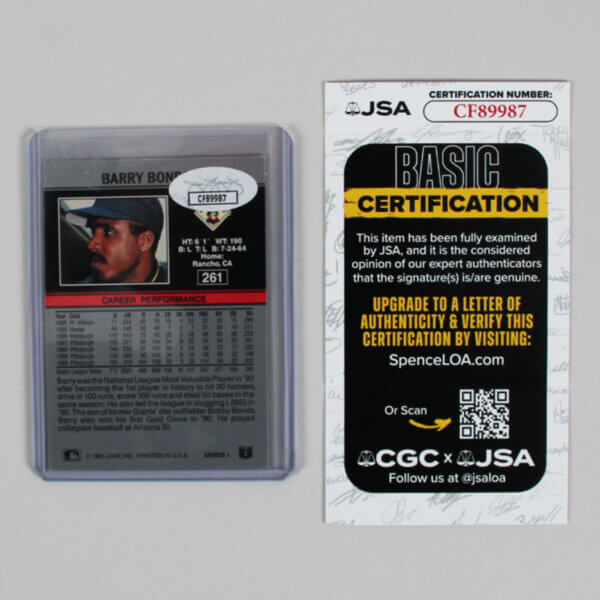 BARRY BOND
CF89987
HT: 6 1" WT: 190
B: L T: L B: 7-24-64
Home:
Rancho, CA
261
CAREER PERFORMANCE
Barry was the National League Most Valuable Player in '90
after becoming the 1st player in history to hit 30 homers,
drive in 100 runs, score 100 runs and steal 50 bases in the
same season. He also led the league in slugging (.565) in
'90. The son of former Giants' star outfielder Bobby Bonds,
Barry also won his first Gold Glove in '90. He played
collegiate baseball at Arizona St.
© 1991 LEAF, INC. PRINTED IN U.S.A. SERIES 1
JSA
CERTIFICATION NUMBER:
CF89987
BASIC
CERTIFICATION
This item has been fully examined
by JSA, and it is the considered
opinion of our expert authenticators
that the signature(s) is/are genuine.
UPGRADE TO A LETTER OF
AUTHENTICITY & VERIFY THIS
CERTIFICATION BY VISITING:
SpenceLOA.com
Or Scan
CGC x JSA
Follow us at @jsaloa